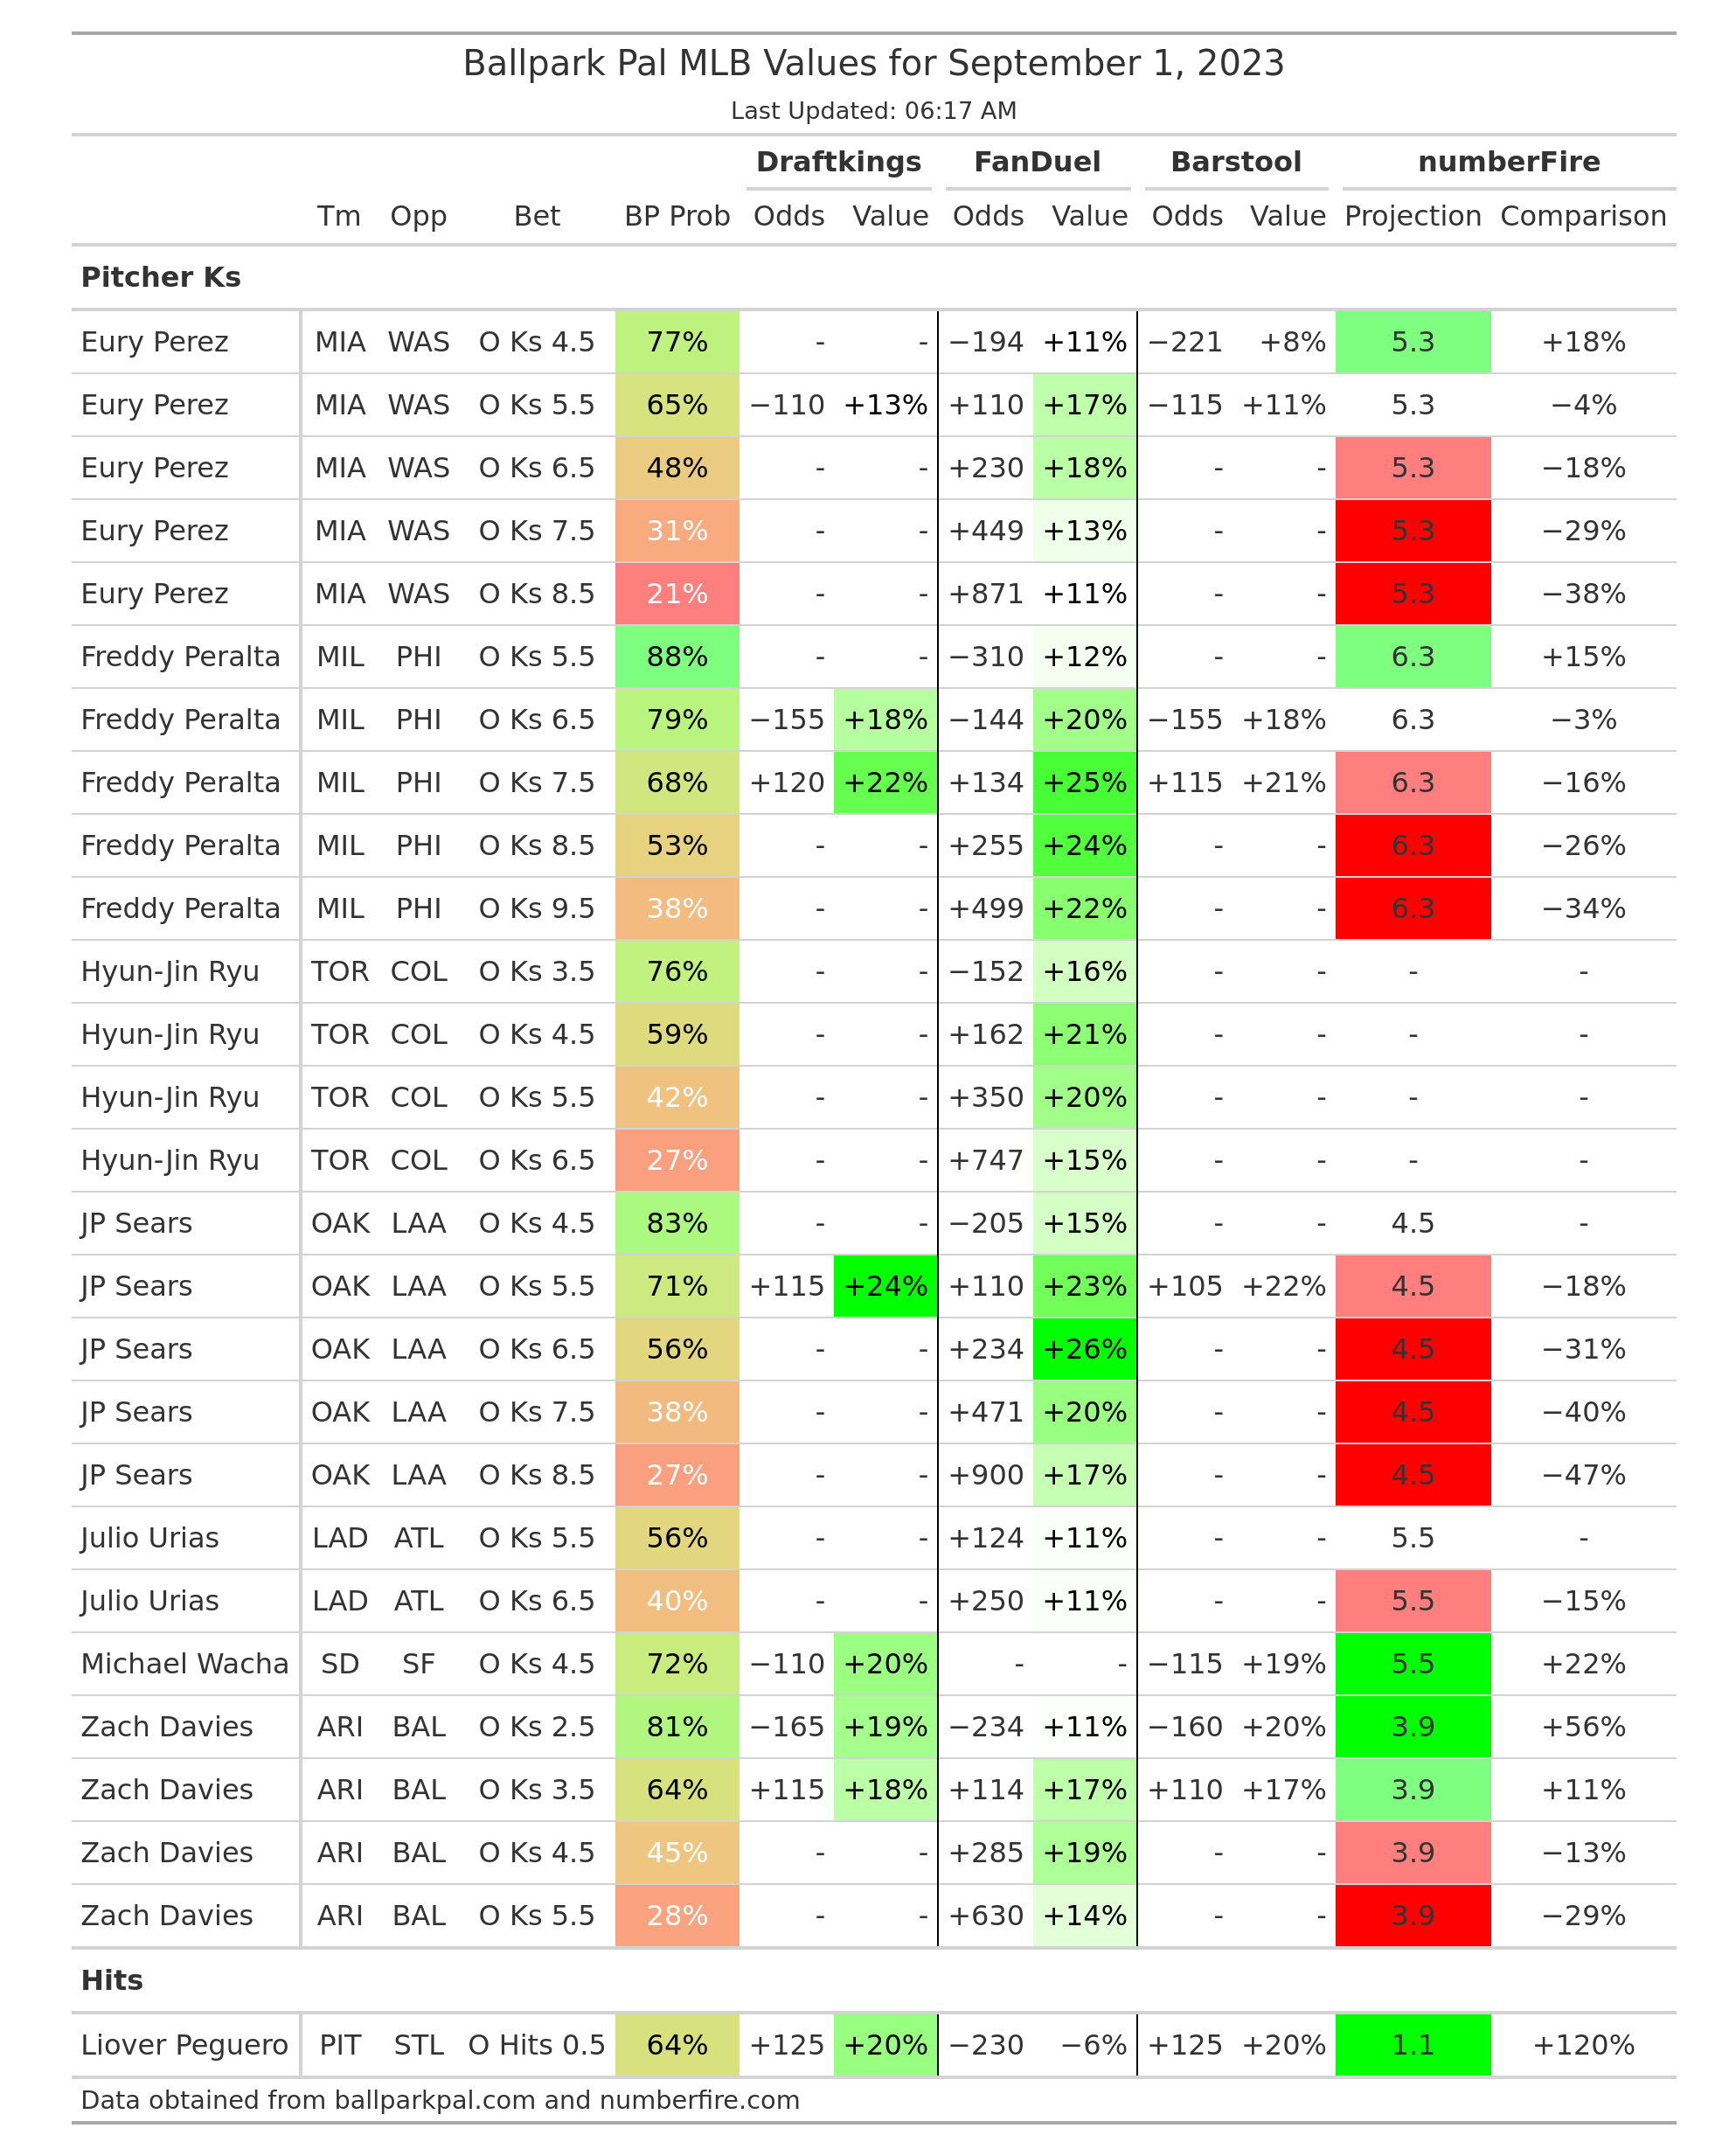 Ballpark Pal MLB Values for September 1, 2023
Last Updated: 06:17 AM
Draftkings FanDuel Barstool numberFire
Tm Opp Bet BP Prob Odds Value Odds Value Odds Value Projection Comparison
Pitcher Ks
Eury Perez MIA WAS O Ks 4.5 77% - - −194 +11% −221 +8% 5.3 +18%
Eury Perez MIA WAS O Ks 5.5 65% −110 +13% +110 +17% −115 +11% 5.3 −4%
Eury Perez MIA WAS O Ks 6.5 48% - - +230 +18% - - 5.3 −18%
Eury Perez MIA WAS O Ks 7.5 31% - - +449 +13% - - 5.3 −29%
Eury Perez MIA WAS O Ks 8.5 21% - - +871 +11% - - 5.3 −38%
Freddy Peralta MIL PHI O Ks 5.5 88% - - −310 +12% - - 6.3 +15%
Freddy Peralta MIL PHI O Ks 6.5 79% −155 +18% −144 +20% −155 +18% 6.3 −3%
Freddy Peralta MIL PHI O Ks 7.5 68% +120 +22% +134 +25% +115 +21% 6.3 −16%
Freddy Peralta MIL PHI O Ks 8.5 53% - - +255 +24% - - 6.3 −26%
Freddy Peralta MIL PHI O Ks 9.5 38% - - +499 +22% - - 6.3 −34%
Hyun-Jin Ryu TOR COL O Ks 3.5 76% - - −152 +16% - - - -
Hyun-Jin Ryu TOR COL O Ks 4.5 59% - - +162 +21% - - - -
Hyun-Jin Ryu TOR COL O Ks 5.5 42% - - +350 +20% - - - -
Hyun-Jin Ryu TOR COL O Ks 6.5 27% - - +747 +15% - - - -
JP Sears OAK LAA O Ks 4.5 83% - - −205 +15% - - 4.5 -
JP Sears OAK LAA O Ks 5.5 71% +115 +24% +110 +23% +105 +22% 4.5 −18%
JP Sears OAK LAA O Ks 6.5 56% - - +234 +26% - - 4.5 −31%
JP Sears OAK LAA O Ks 7.5 38% - - +471 +20% - - 4.5 −40%
JP Sears OAK LAA O Ks 8.5 27% - - +900 +17% - - 4.5 −47%
Julio Urias LAD ATL O Ks 5.5 56% - - +124 +11% - - 5.5 -
Julio Urias LAD ATL O Ks 6.5 40% - - +250 +11% - - 5.5 −15%
Michael Wacha SD SF O Ks 4.5 72% −110 +20% - - −115 +19% 5.5 +22%
Zach Davies ARI BAL O Ks 2.5 81% −165 +19% −234 +11% −160 +20% 3.9 +56%
Zach Davies ARI BAL O Ks 3.5 64% +115 +18% +114 +17% +110 +17% 3.9 +11%
Zach Davies ARI BAL O Ks 4.5 45% - - +285 +19% - - 3.9 −13%
Zach Davies ARI BAL O Ks 5.5 28% - - +630 +14% - - 3.9 −29%
Hits
Liover Peguero PIT STL O Hits 0.5 64% +125 +20% −230 −6% +125 +20% 1.1 +120%
Data obtained from ballparkpal.com and numberfire.com